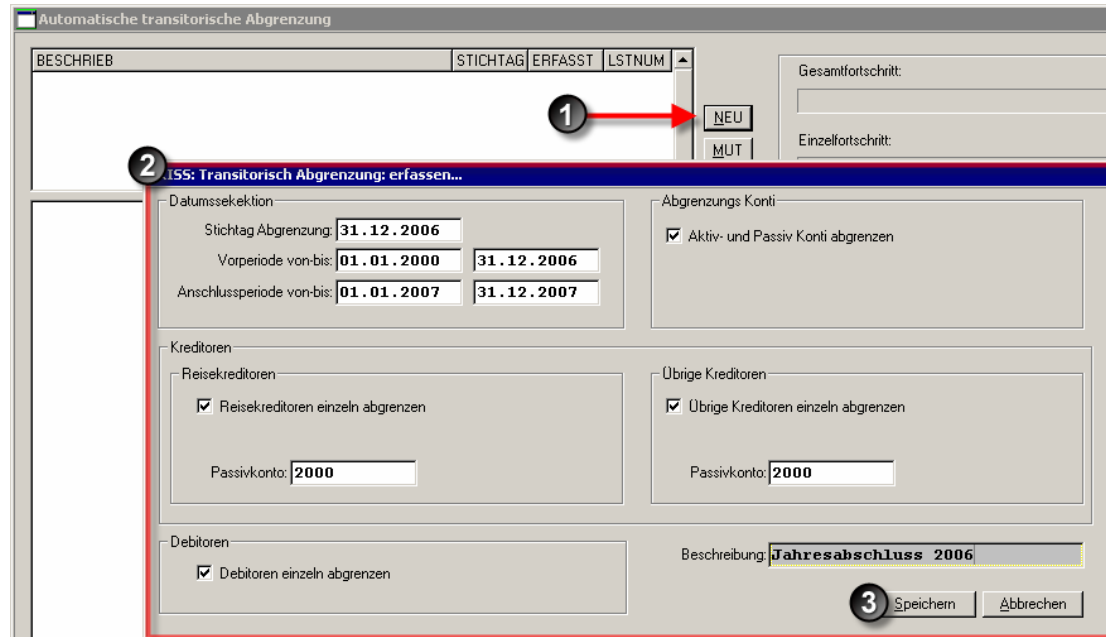 Automatische transitorische Abgrenzung
BESCHRIEB STICHTAG ERFASST LSTNUM
Gesamtfortschritt:
1 NEU
Einzelfortschritt:
MUT
2 ISS: Transitorisch Abgrenzung: erfassen...
Datumssekektion
Abgrenzungs Konti
Stichtag Abgrenzung: 31.12.2006
Aktiv- und Passiv Konti abgrenzen
Vorperiode von-bis: 01.01.2000 31.12.2006
Anschlussperiode von-bis: 01.01.2007 31.12.2007
Kreditoren
Reisekreditoren
Übrige Kreditoren
Reisekreditoren einzeln abgrenzen
Übrige Kreditoren einzeln abgrenzen
Passivkonto: 2000
Passivkonto: 2000
Debitoren
Beschreibung: Jahresabschluss 2006
Debitoren einzeln abgrenzen
3 Speichern Abbrechen